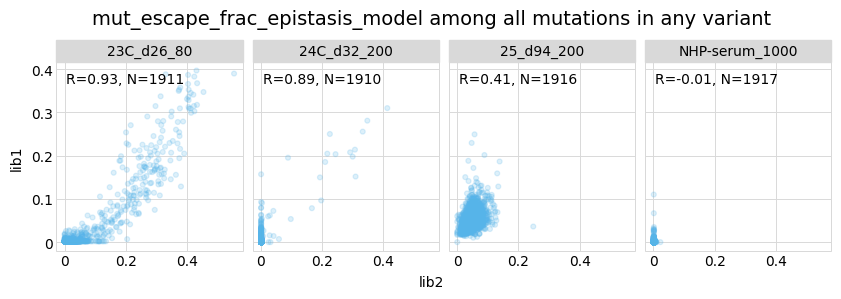 mut_escape_frac_epistasis_model among all mutations in any variant
23C_d26_80
24C_d32_200
25_d94_200
NHP-serum_1000
R=0.93, N=1911
R=0.89, N=1910
R=0.41, N=1916
R=-0.01, N=1917
0.4
0.3
0.2
0.1
0
lib1
0 0.2 0.4
0 0.2 0.4
0 0.2 0.4
0 0.2 0.4
lib2